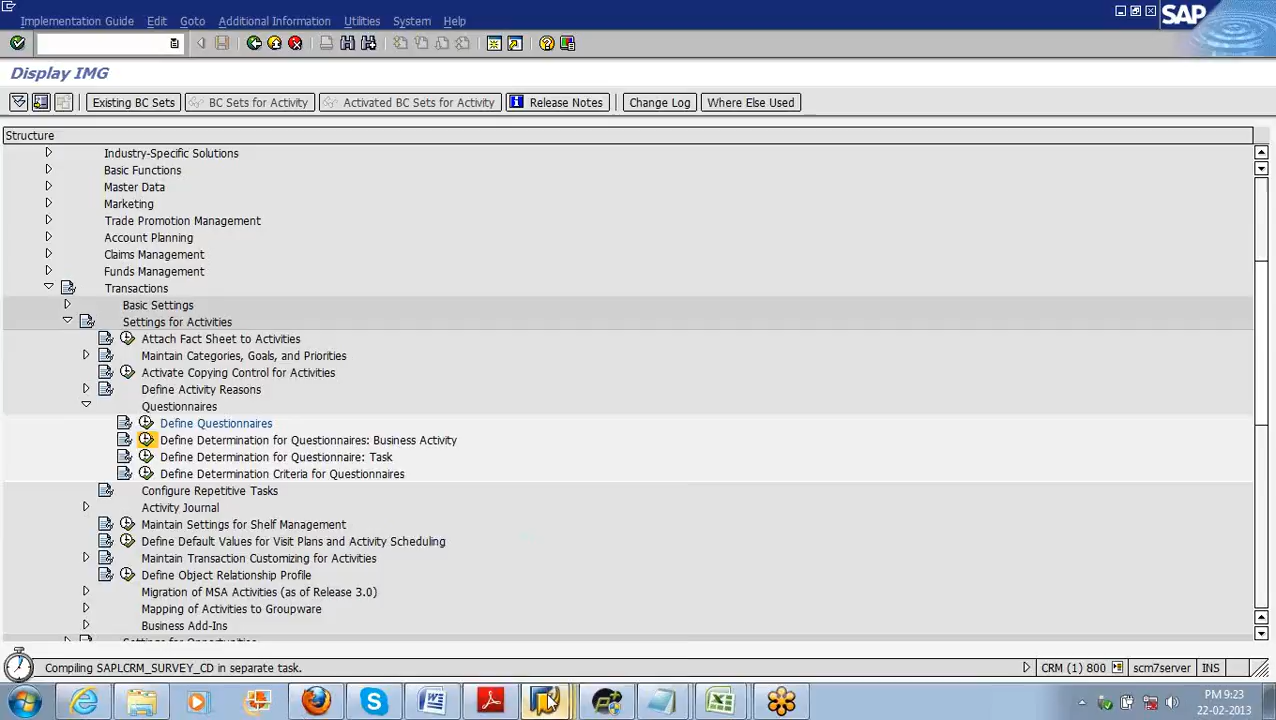 Implementation Guide Edit Goto Additional Information Utilities System Help
SAP
Display IMG
Existing BC Sets BC Sets for Activity Activated BC Sets for Activity Release Notes Change Log Where Else Used
Structure
Industry-Specific Solutions
Basic Functions
Master Data
Marketing
Trade Promotion Management
Account Planning
Claims Management
Funds Management
Transactions
Basic Settings
Settings for Activities
Attach Fact Sheet to Activities
Maintain Categories, Goals, and Priorities
Activate Copying Control for Activities
Define Activity Reasons
Questionnaires
Define Questionnaires
Define Determination for Questionnaires: Business Activity
Define Determination for Questionnaire: Task
Define Determination Criteria for Questionnaires
Configure Repetitive Tasks
Activity Journal
Maintain Settings for Shelf Management
Define Default Values for Visit Plans and Activity Scheduling
Maintain Transaction Customizing for Activities
Define Object Relationship Profile
Migration of MSA Activities (as of Release 3.0)
Mapping of Activities to Groupware
Business Add-Ins
Settings for Opportunities
Compiling SAPLCRM_SURVEY_CD in separate task. CRM (1) 800 scm7server INS
PM 9:23
22-02-2013